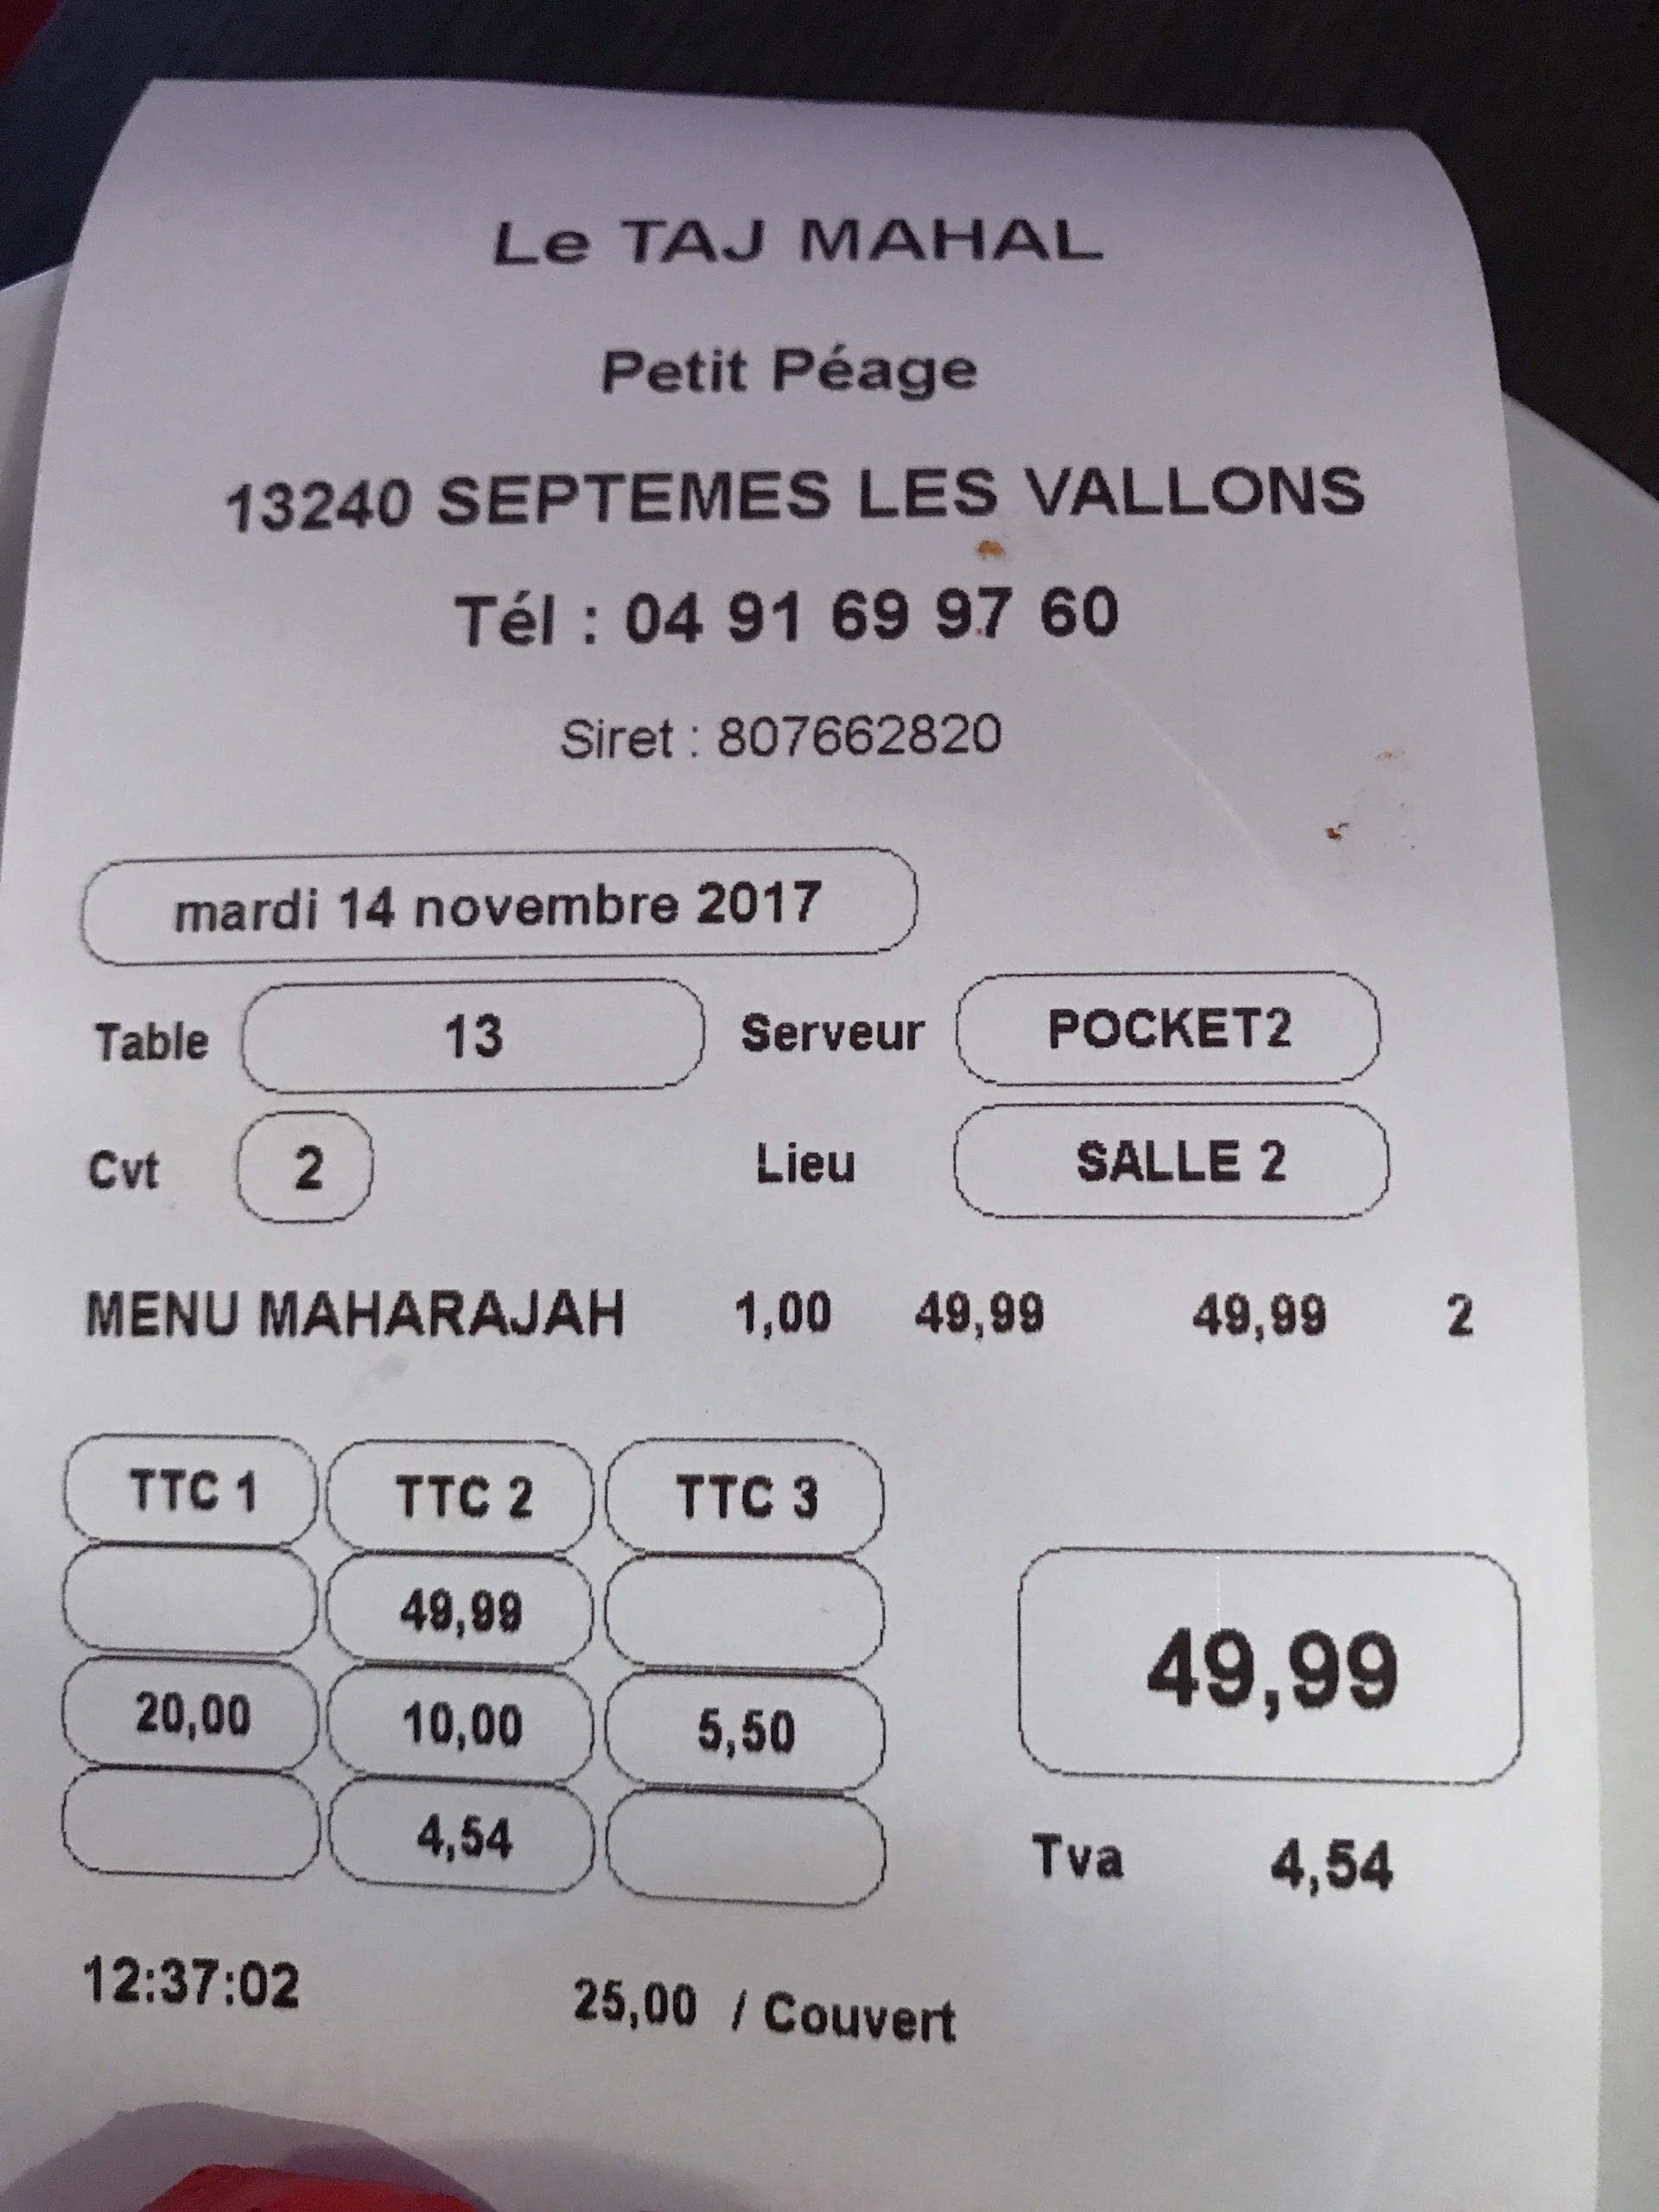 Le TAJ MAHAL
Petit Péage
13240 SEPTEMES LES VALLONS
Tél : 04 91 69 97 60
Siret : 807662820
mardi 14 novembre 2017
Table 13 Serveur POCKET2
Cvt 2 Lieu SALLE 2
MENU MAHARAJAH 1,00 49,99 49,99 2
TTC 1 TTC 2 TTC 3
49,99
49,99
20,00 10,00 5,50
4,54
Tva 4,54
12:37:02 25,00 / Couvert